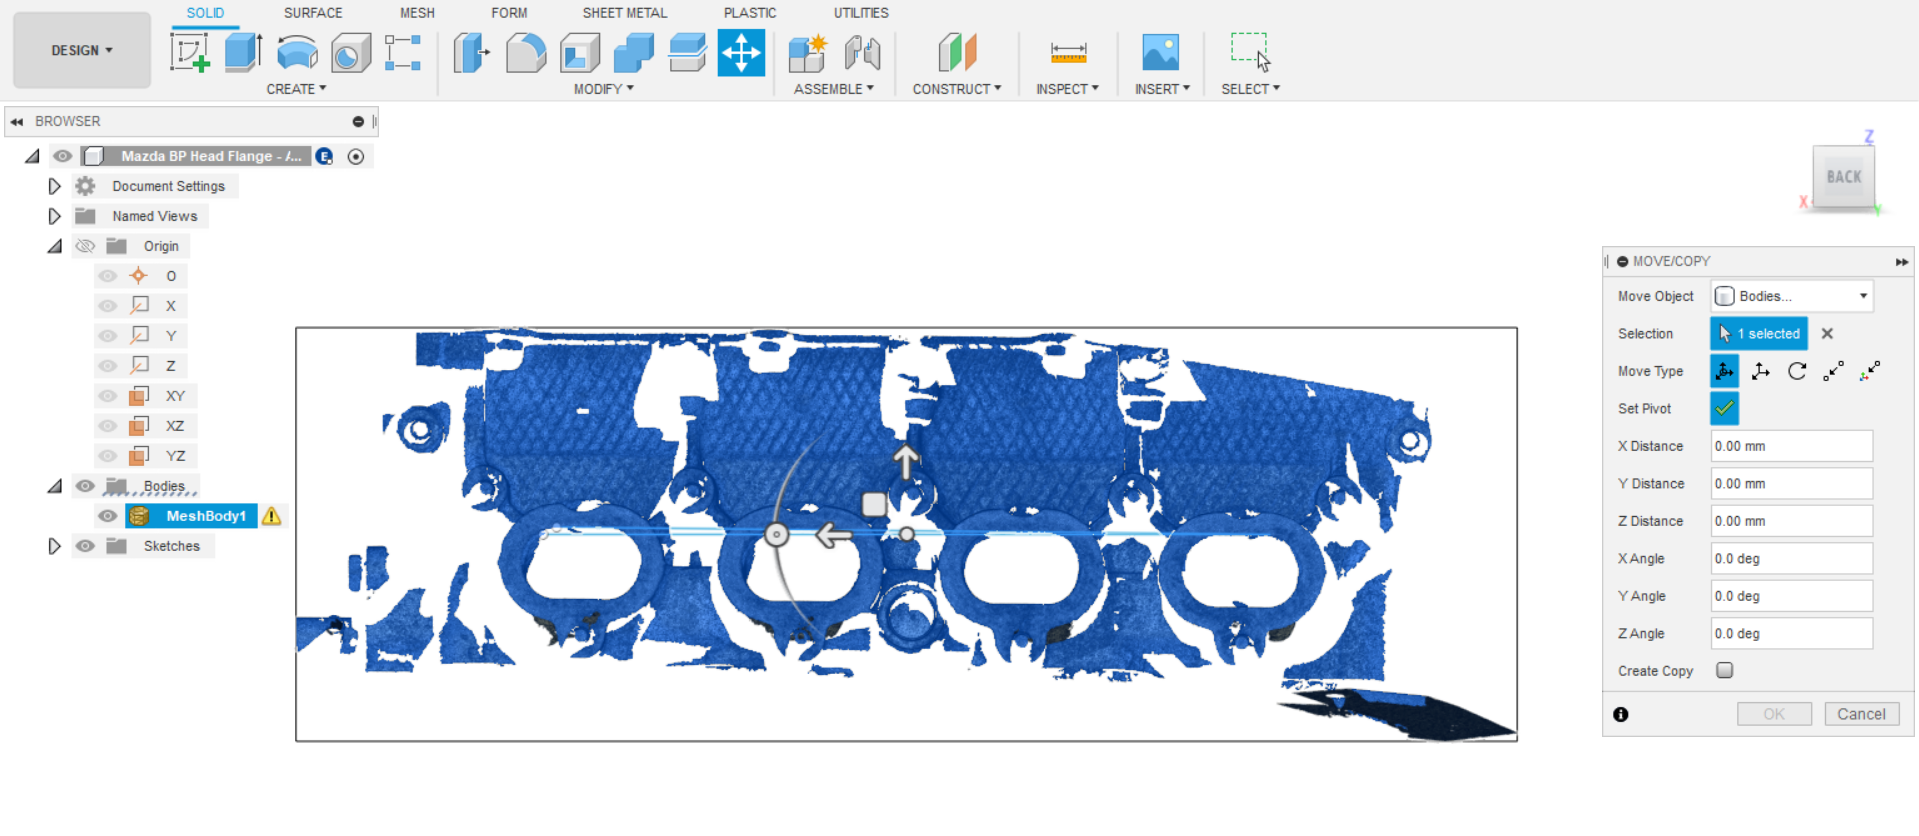 SOLID SURFACE MESH FORM SHEET METAL PLASTIC UTILITIES
DESIGN
CREATE MODIFY ASSEMBLE CONSTRUCT INSPECT INSERT SELECT
BROWSER
Mazda BP Head Flange - /... E
Document Settings
Named Views
Origin
O
X
Y
Z
XY
XZ
YZ
Bodies
MeshBody1
Sketches
Z
BACK
X
Y
MOVE/COPY
Move Object Bodies...
Selection 1 selected
Move Type
Set Pivot
X Distance 0.00 mm
Y Distance 0.00 mm
Z Distance 0.00 mm
X Angle 0.0 deg
Y Angle 0.0 deg
Z Angle 0.0 deg
Create Copy
OK Cancel